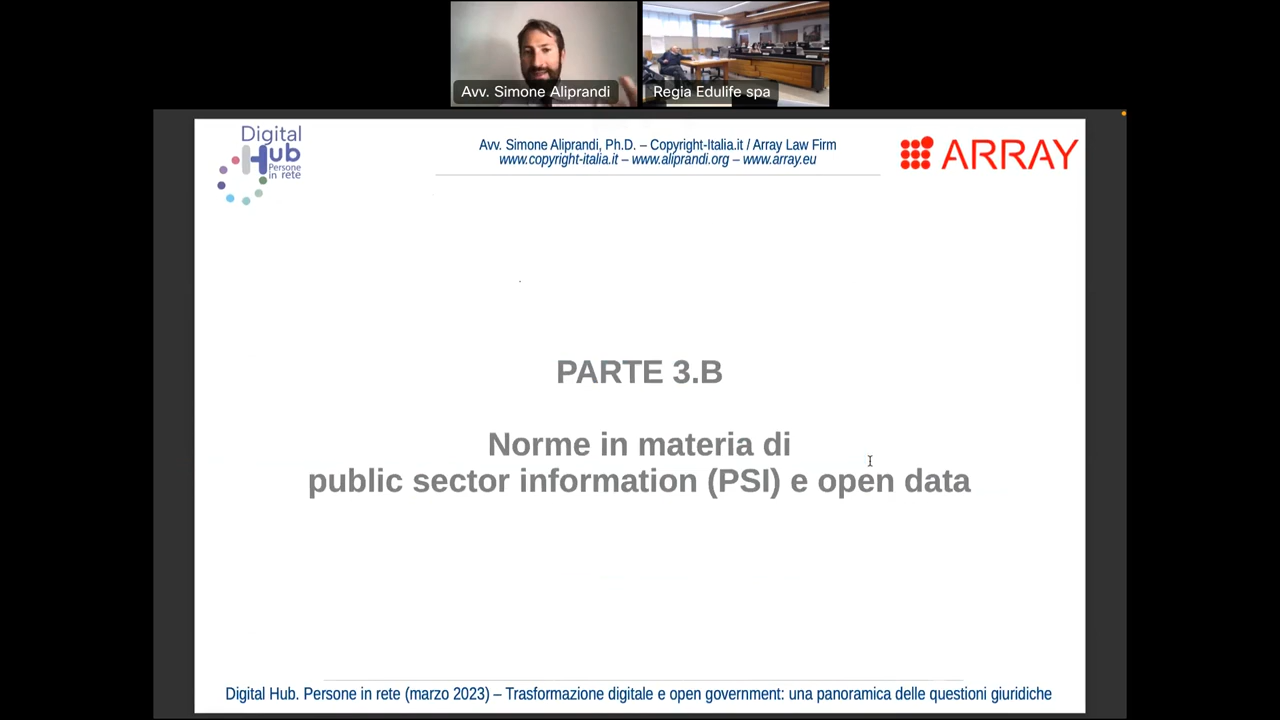 Avv. Simone Aliprandi
Regia Edulife spa
Digital
Hub
Persone
in rete
Avv. Simone Aliprandi, Ph.D. – Copyright-Italia.it / Array Law Firm
www.copyright-italia.it – www.aliprandi.org – www.array.eu
ARRAY
PARTE 3.B
Norme in materia di
public sector information (PSI) e open data
Digital Hub. Persone in rete (marzo 2023) – Trasformazione digitale e open government: una panoramica delle questioni giuridiche